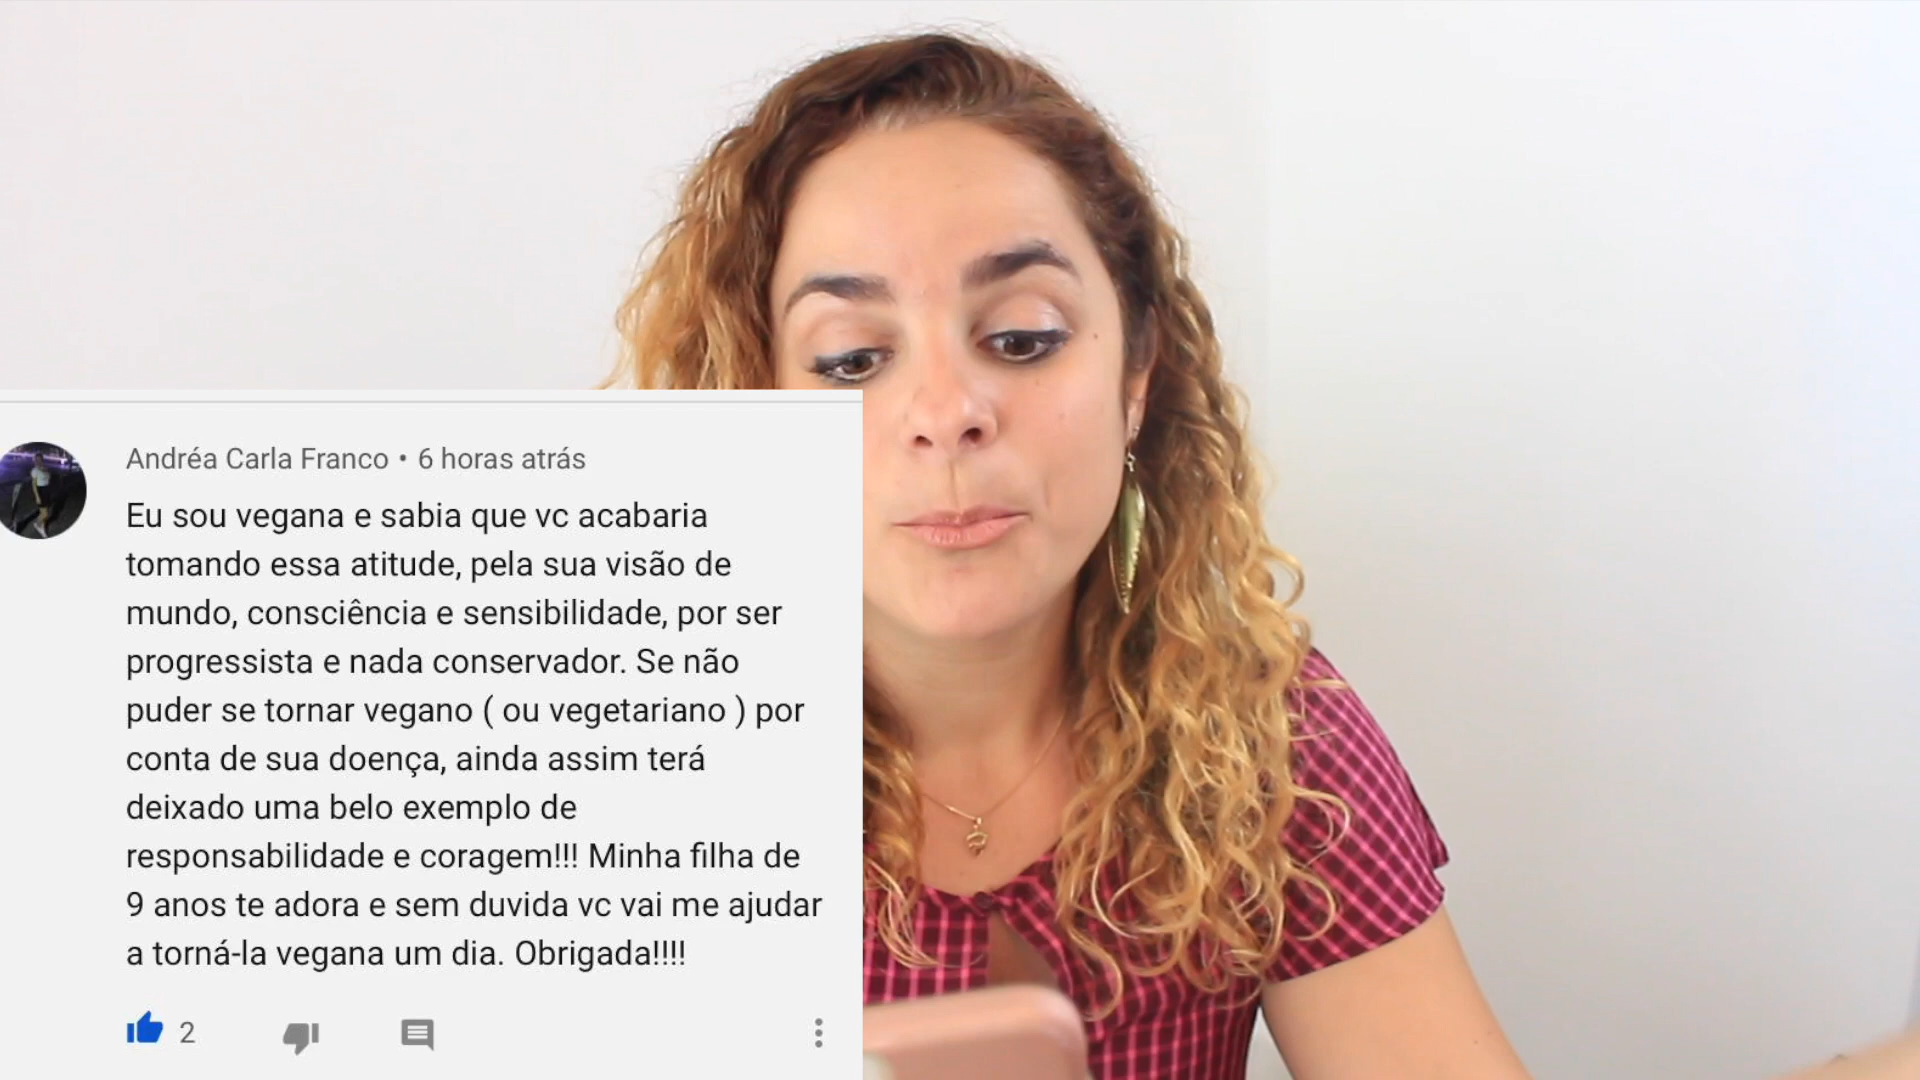 Andréa Carla Franco • 6 horas atrás
Eu sou vegana e sabia que vc acabaria
tomando essa atitude, pela sua visão de
mundo, consciência e sensibilidade, por ser
progressista e nada conservador. Se não
puder se tornar vegano ( ou vegetariano ) por
conta de sua doença, ainda assim terá
deixado uma belo exemplo de
responsabilidade e coragem!!! Minha filha de
9 anos te adora e sem duvida vc vai me ajudar
a torná-la vegana um dia. Obrigada!!!!
2